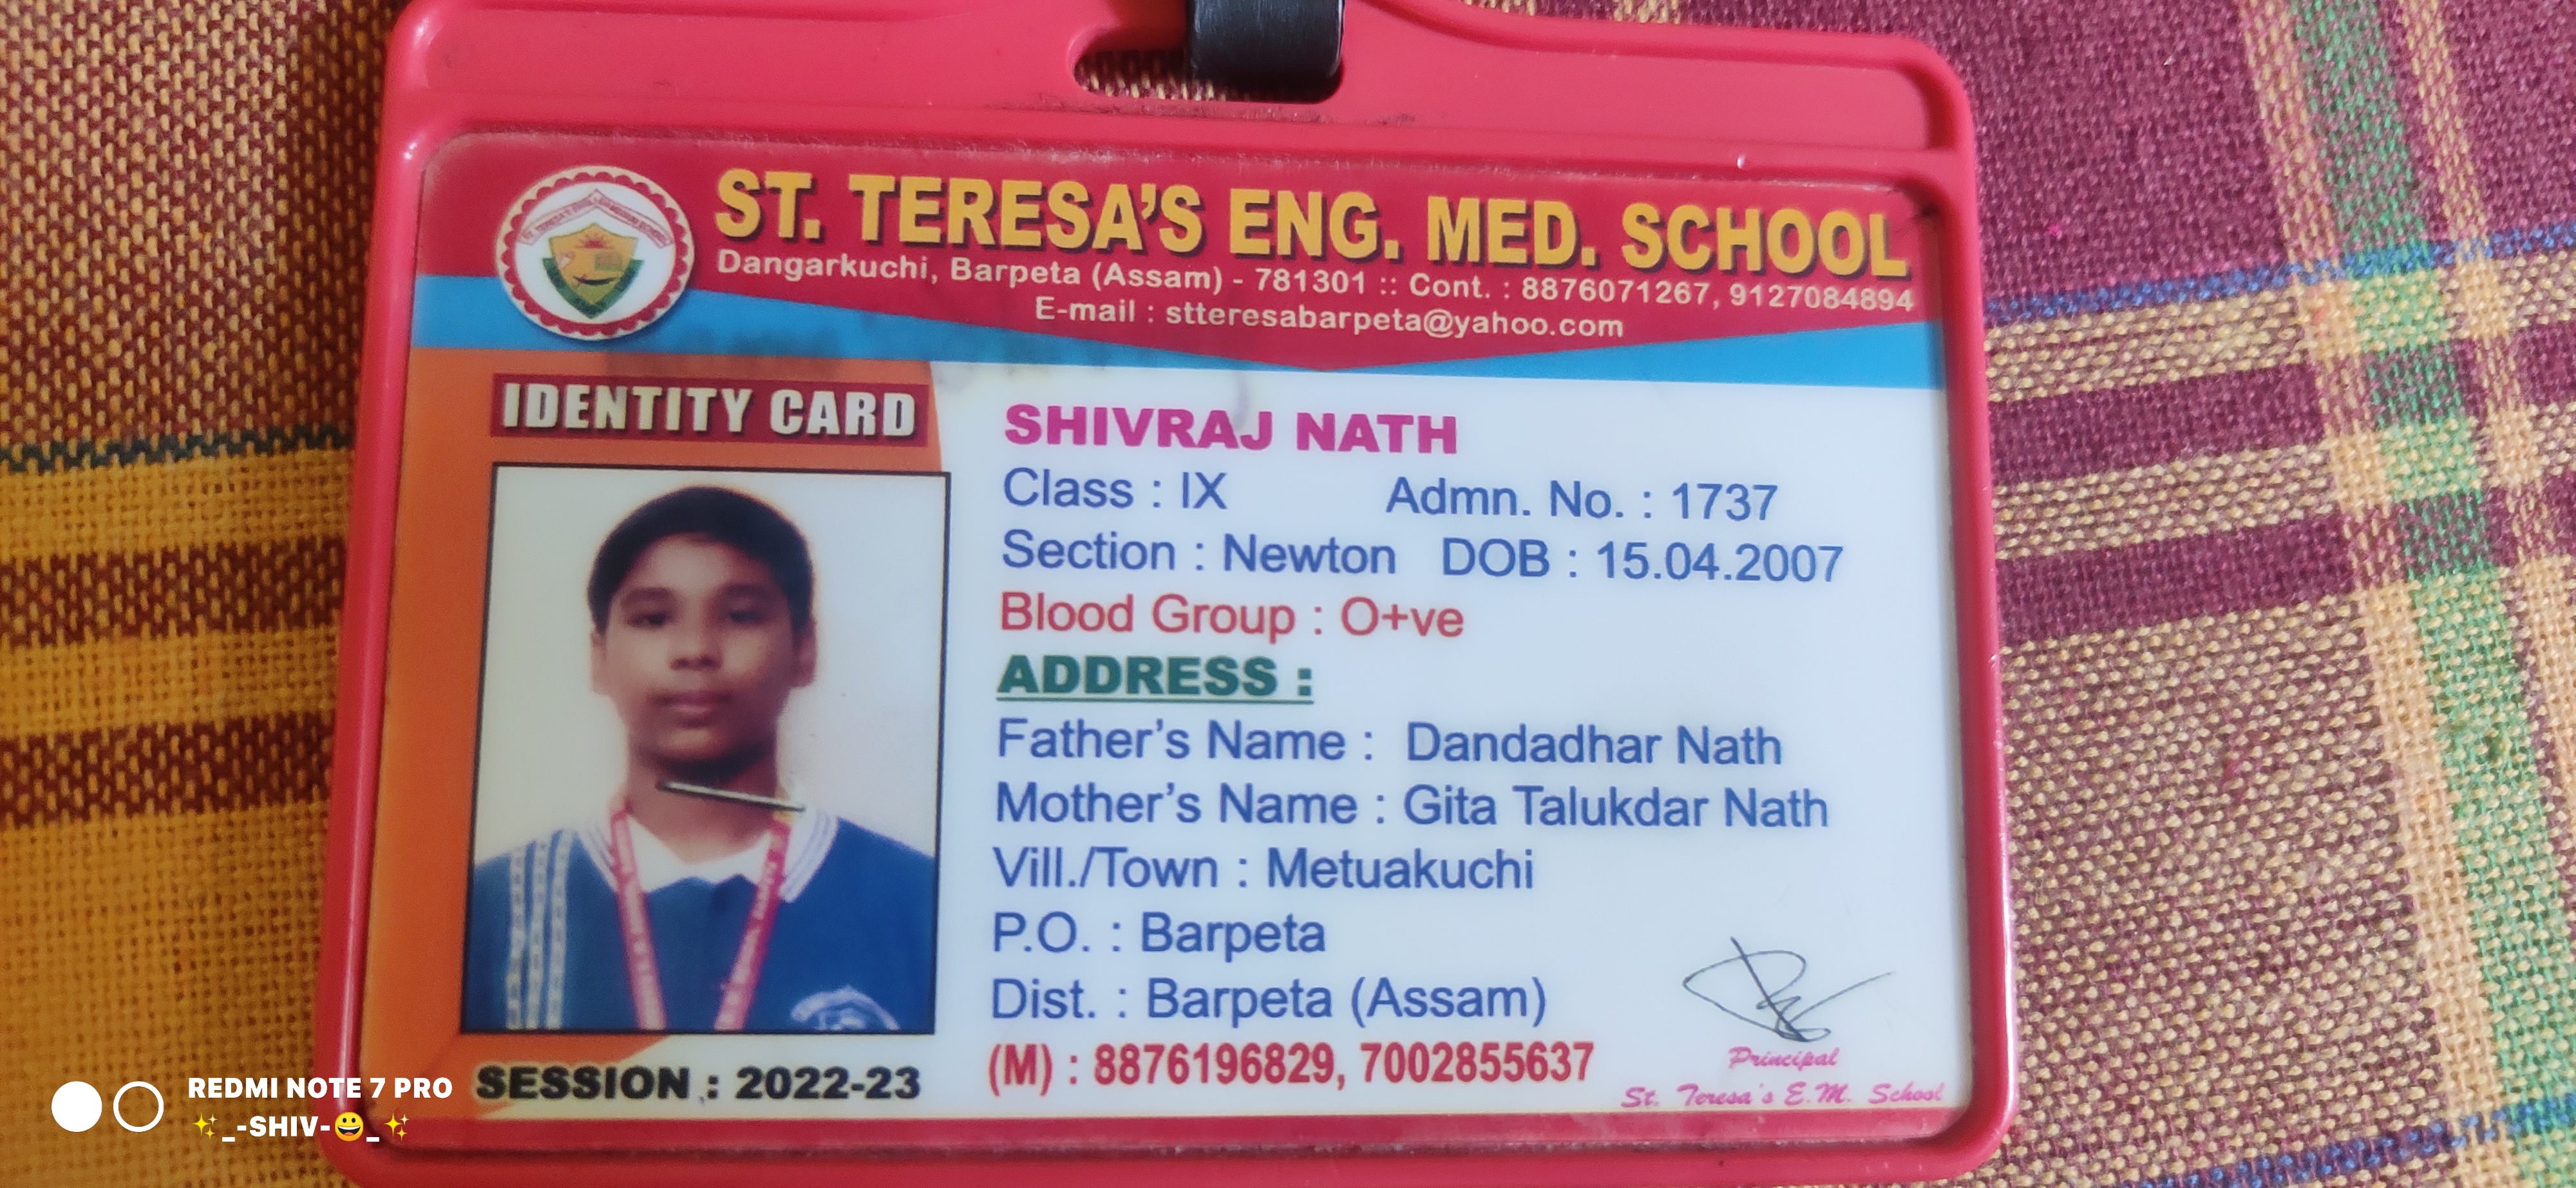 ST. TERESA'S ENG. MED. SCHOOL
Dangarkuchi, Barpeta (Assam) - 781301 :: Cont. : 8876071267, 9127084894
E-mail : stteresabarpeta@yahoo.com
IDENTITY CARD
SHIVRAJ NATH
Class : IX Admn. No. : 1737
Section : Newton DOB : 15.04.2007
Blood Group : O+ve
ADDRESS :
Father's Name : Dandadhar Nath
Mother's Name : Gita Talukdar Nath
Vill./Town : Metuakuchi
P.O. : Barpeta
Dist. : Barpeta (Assam)
(M) : 8876196829, 7002855637
Principal
St. Teresa's E.M. School
SESSION : 2022-23
REDMI NOTE 7 PRO
✨_-SHIV-😀_✨